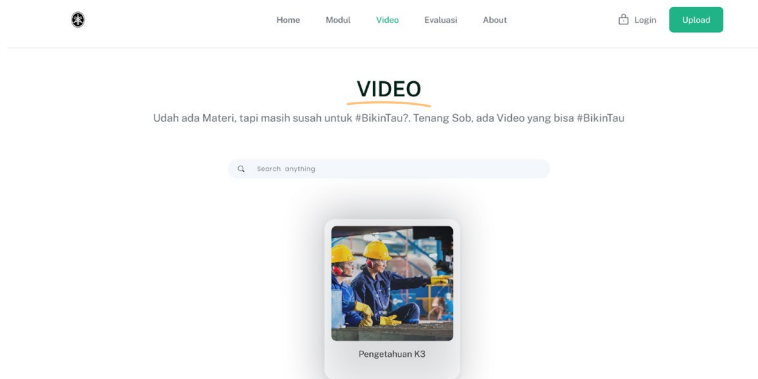 Home Modul Video Evaluasi About Login Upload
VIDEO
Udah ada Materi, tapi masih susah untuk #BikinTau?. Tenang Sob, ada Video yang bisa #BikinTau
Search anything
Pengetahuan K3